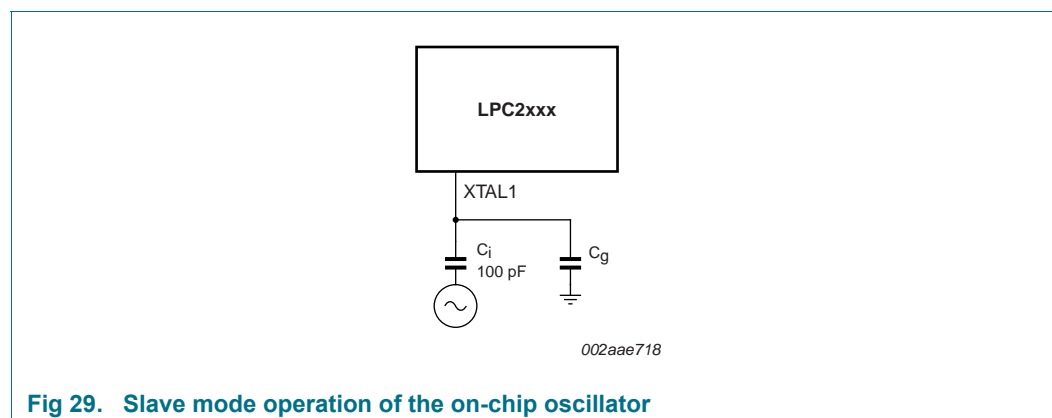 LPC2xxx
XTAL1
Ci
100 pF
Cg
002aae718
Fig 29. Slave mode operation of the on-chip oscillator